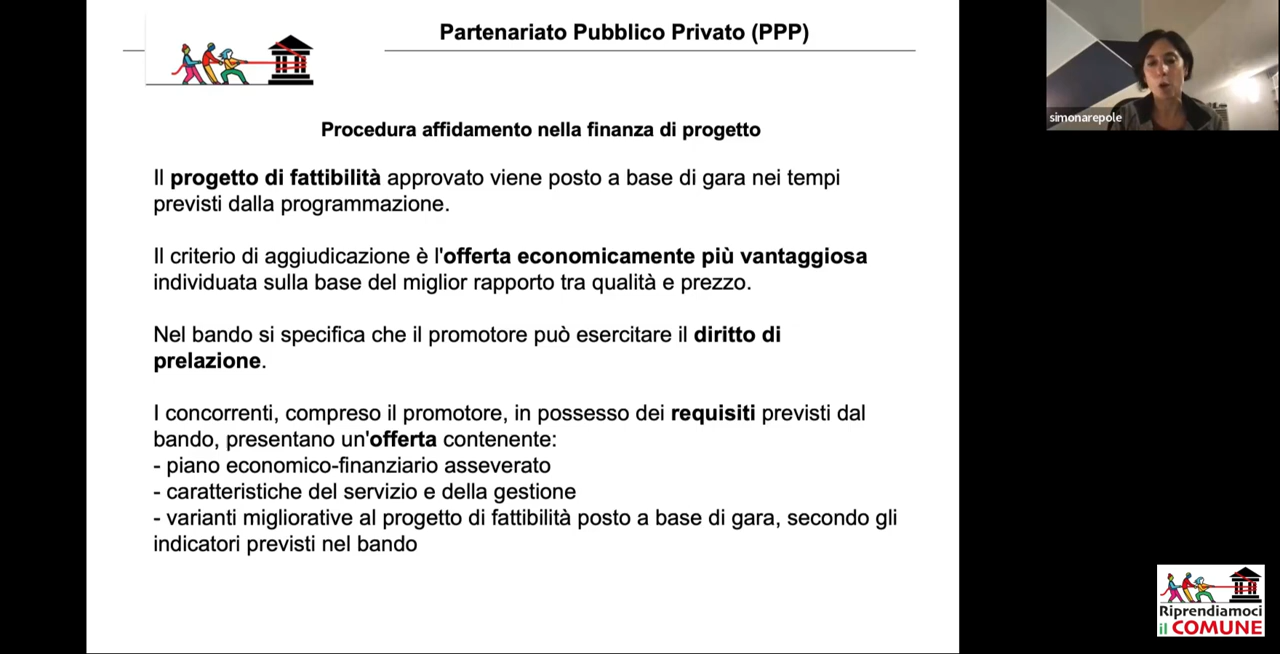 Partenariato Pubblico Privato (PPP)
simonarepole
Procedura affidamento nella finanza di progetto
Il progetto di fattibilità approvato viene posto a base di gara nei tempi
previsti dalla programmazione.
Il criterio di aggiudicazione è l'offerta economicamente più vantaggiosa
individuata sulla base del miglior rapporto tra qualità e prezzo.
Nel bando si specifica che il promotore può esercitare il diritto di
prelazione.
I concorrenti, compreso il promotore, in possesso dei requisiti previsti dal
bando, presentano un'offerta contenente:
- piano economico-finanziario asseverato
- caratteristiche del servizio e della gestione
- varianti migliorative al progetto di fattibilità posto a base di gara, secondo gli
indicatori previsti nel bando
Riprendiamoci
il COMUNE